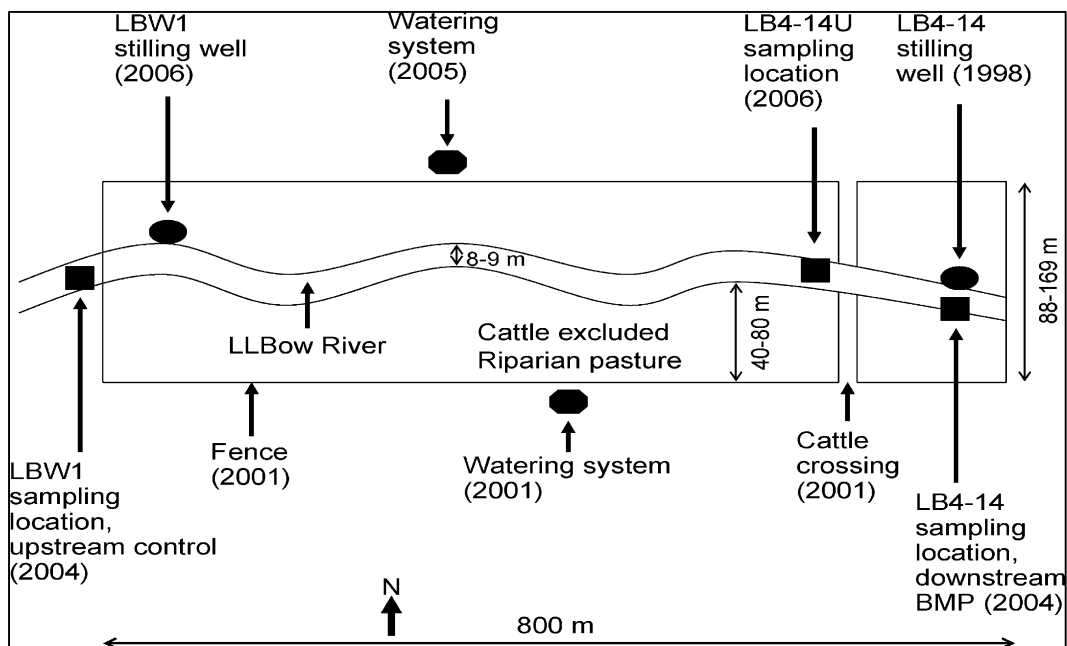 LBW1
stilling well
(2006)
Watering
system
(2005)
LB4-14U
sampling
location
(2006)
LB4-14
stilling
well (1998)
8-9 m
LLBow River
Cattle excluded
Riparian pasture
40-80 m
88-169 m
Fence
(2001)
Watering system
(2001)
Cattle
crossing
(2001)
LBW1
sampling
location,
upstream control
(2004)
LB4-14
sampling
location,
downstream
BMP (2004)
N
800 m